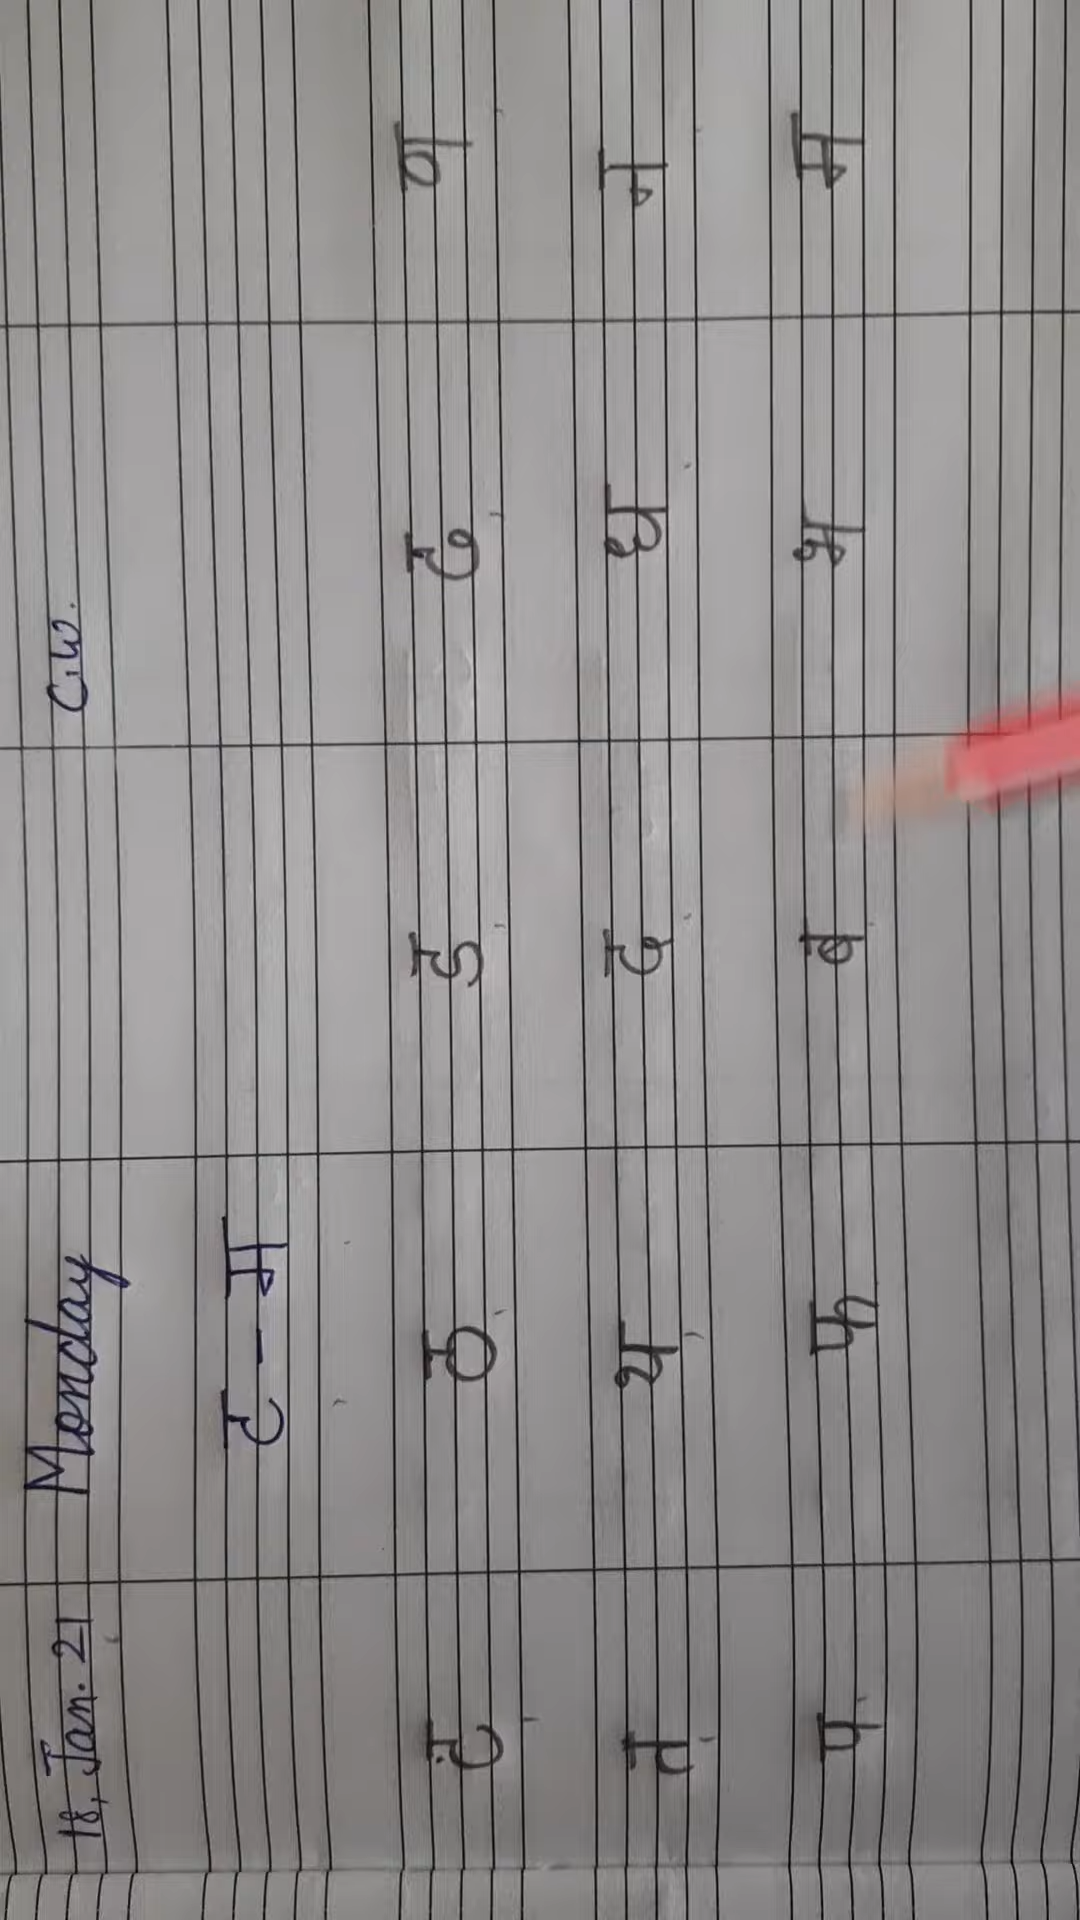 18, Jan. 21 Monday C.W.
ट - म
ट ठ ड ढ ण
त थ द ध न
प फ ब भ म